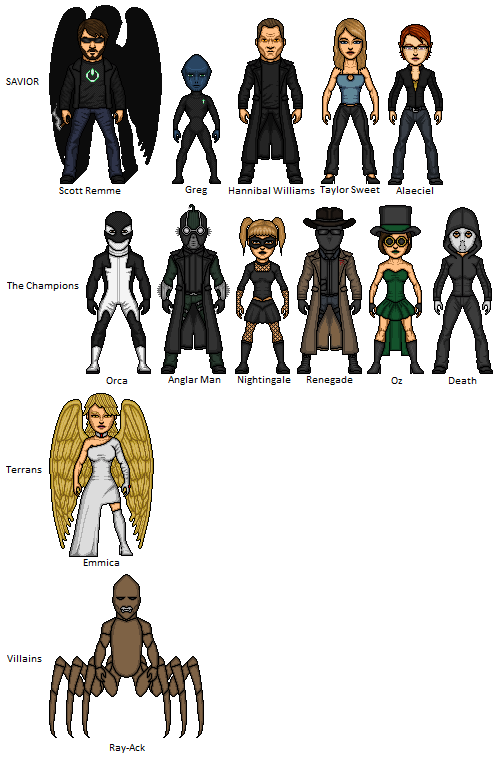 SAVIOR
Scott Remme
Greg
Hannibal Williams
Taylor Sweet
Alaeciel
The Champions
Orca
Anglar Man
Nightingale
Renegade
Oz
Death
Terrans
Emmica
Villains
Ray-Ack